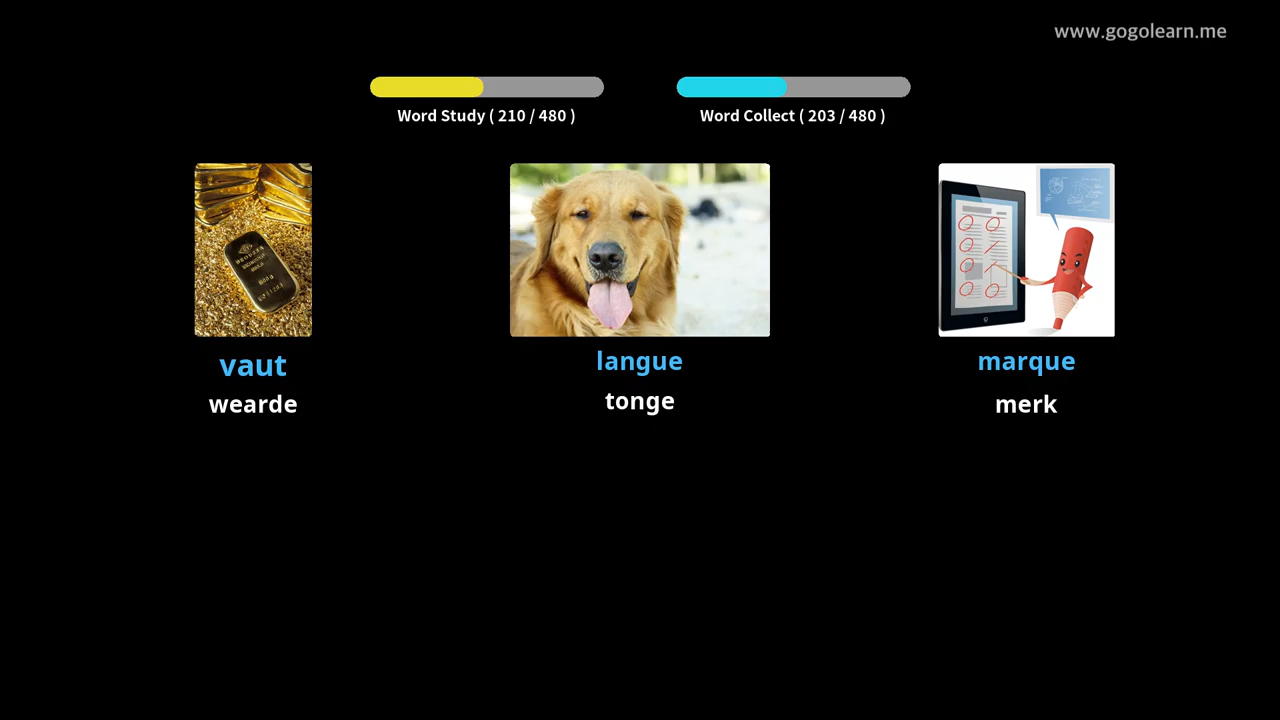 www.gogolearn.me
Word Study ( 210 / 480 )
Word Collect ( 203 / 480 )
vaut
langue
marque
wearde
tonge
merk